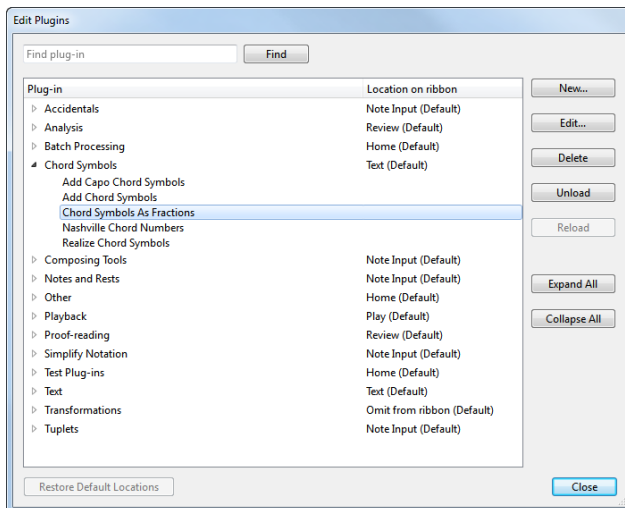 Edit Plugins
Find plug-in Find
Plug-in Location on ribbon New...
Accidentals Note Input (Default)
Analysis Review (Default) Edit...
Batch Processing Home (Default)
Chord Symbols Text (Default) Delete
Add Capo Chord Symbols
Add Chord Symbols Unload
Chord Symbols As Fractions
Nashville Chord Numbers Reload
Realize Chord Symbols
Composing Tools Note Input (Default)
Notes and Rests Note Input (Default) Expand All
Other Home (Default)
Playback Play (Default) Collapse All
Proof-reading Review (Default)
Simplify Notation Note Input (Default)
Test Plug-ins Home (Default)
Text Text (Default)
Transformations Omit from ribbon (Default)
Tuplets Note Input (Default)
Restore Default Locations Close